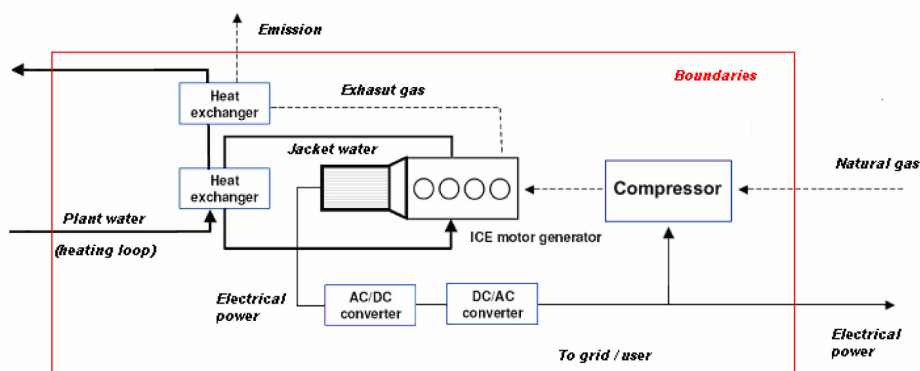 Emission
Boundaries
Heat
exchanger
Exhasut gas
Jacket water
Natural gas
Heat
exchanger
Compressor
Plant water
(heating loop)
ICE motor generator
Electrical
power
AC/DC
converter
DC/AC
converter
Electrical
power
To grid / user